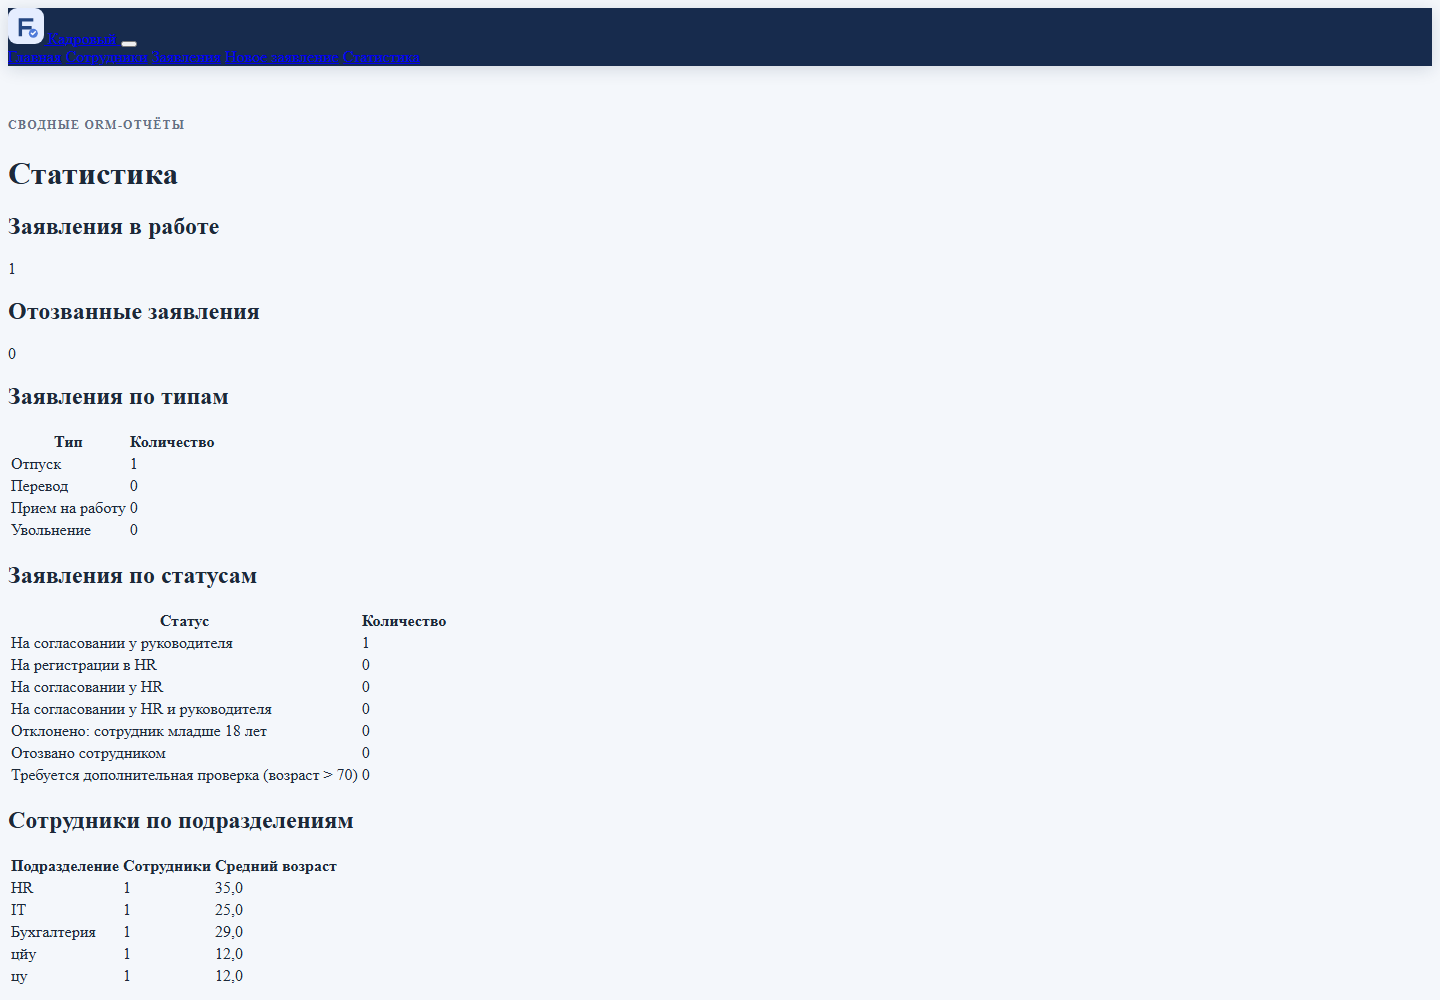 F Кадровый
Главная Сотрудники Заявления Новое заявление Статистика
СВОДНЫЕ ORM-ОТЧЁТЫ
Статистика
Заявления в работе
1
Отозванные заявления
0
Заявления по типам
Тип Количество
Отпуск 1
Перевод 0
Прием на работу 0
Увольнение 0
Заявления по статусам
Статус Количество
На согласовании у руководителя 1
На регистрации в HR 0
На согласовании у HR 0
На согласовании у HR и руководителя 0
Отклонено: сотрудник младше 18 лет 0
Отозвано сотрудником 0
Требуется дополнительная проверка (возраст > 70) 0
Сотрудники по подразделениям
Подразделение Сотрудники Средний возраст
HR 1 35,0
IT 1 25,0
Бухгалтерия 1 29,0
цйу 1 12,0
цу 1 12,0